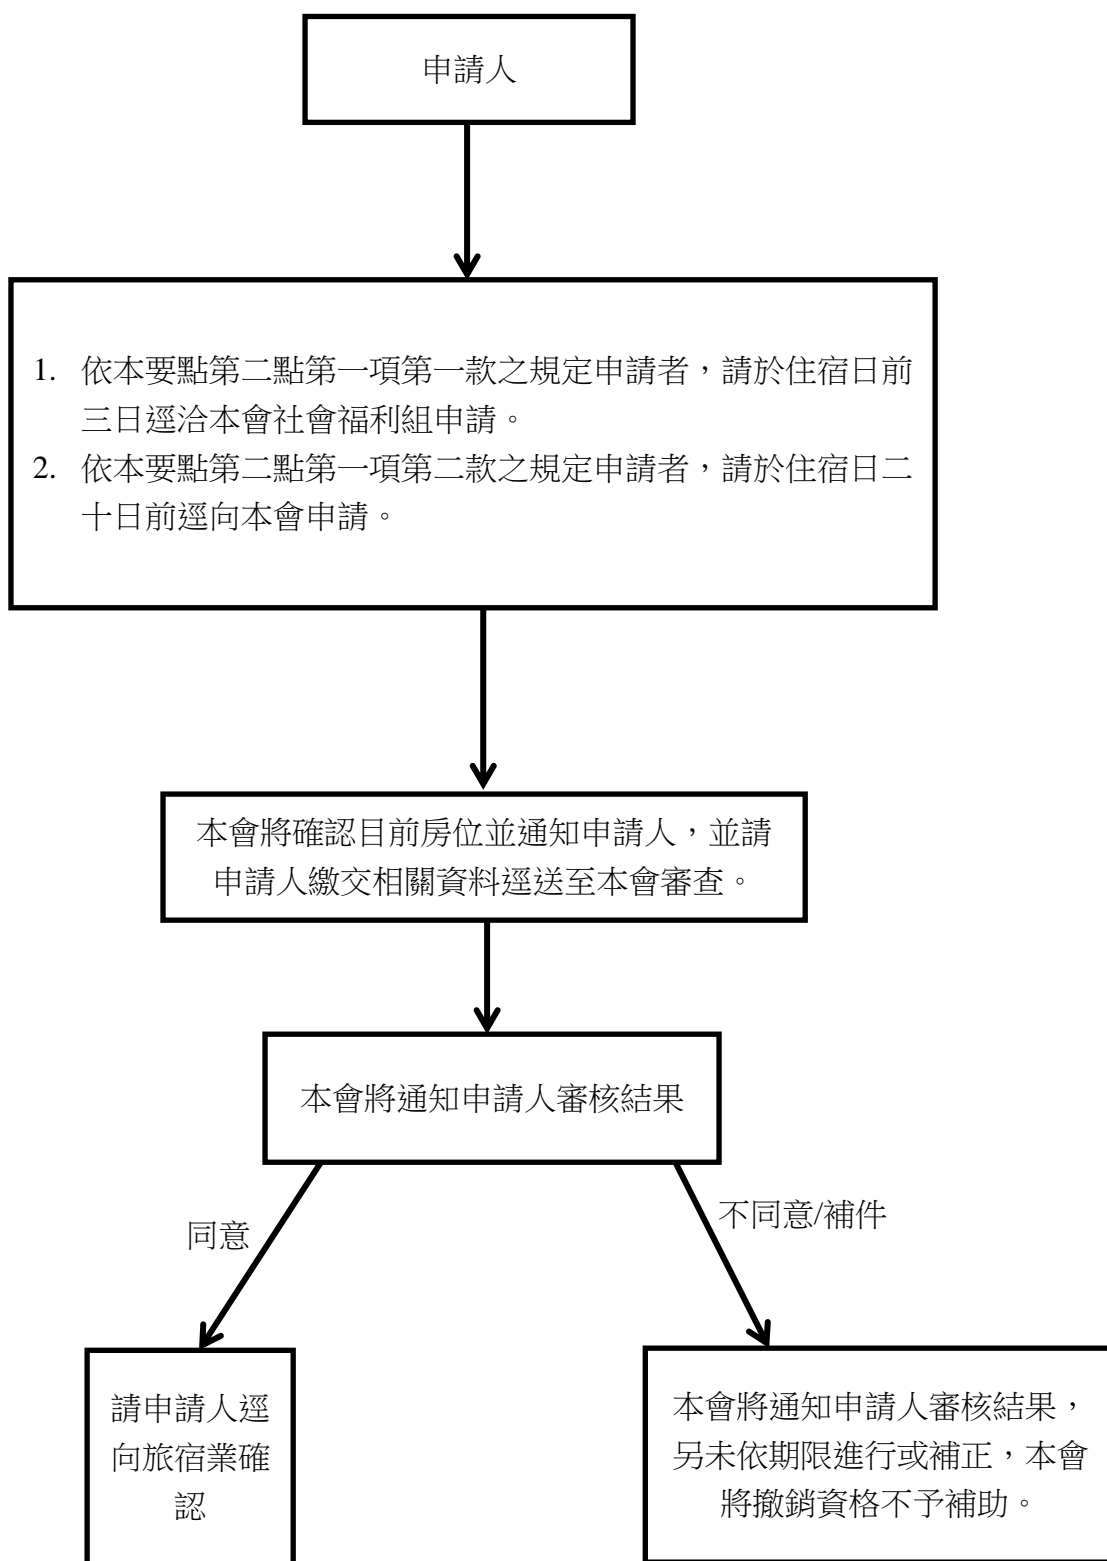 申請人
1. 依本要點第二點第一項第一款之規定申請者，請於住宿日前
三日逕洽本會社會福利組申請。
2. 依本要點第二點第一項第二款之規定申請者，請於住宿日二
十日前逕向本會申請。
本會將確認目前房位並通知申請人，並請
申請人繳交相關資料逕送至本會審查。
本會將通知申請人審核結果
同意
不同意/補件
請申請人逕
向旅宿業確
認
本會將通知申請人審核結果，
另未依期限進行或補正，本會
將撤銷資格不予補助。